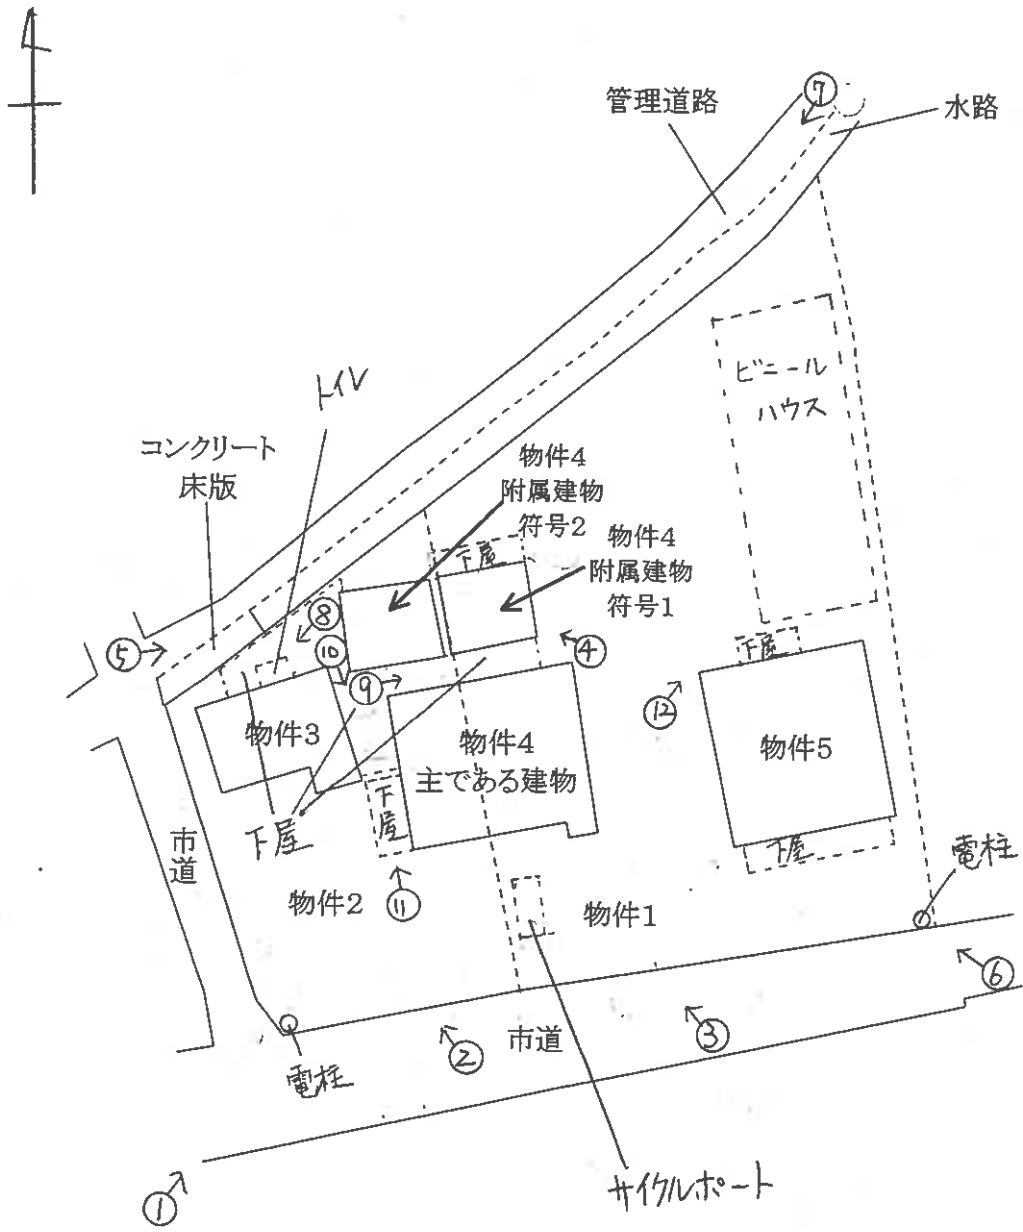 ⑦
管理道路
水路
ビニール
ハウス
トイレ
コンクリート
床版
物件4
附属建物
符号2
物件4
附属建物
符号1
下屋
⑧
⑩
⑤
④
⑨
下屋
⑫
物件3
物件4
主である建物
物件5
下屋
市道
下屋
下屋
電柱
物件2
⑪
物件1
⑥
②
市道
③
電柱
①
サイクルポート